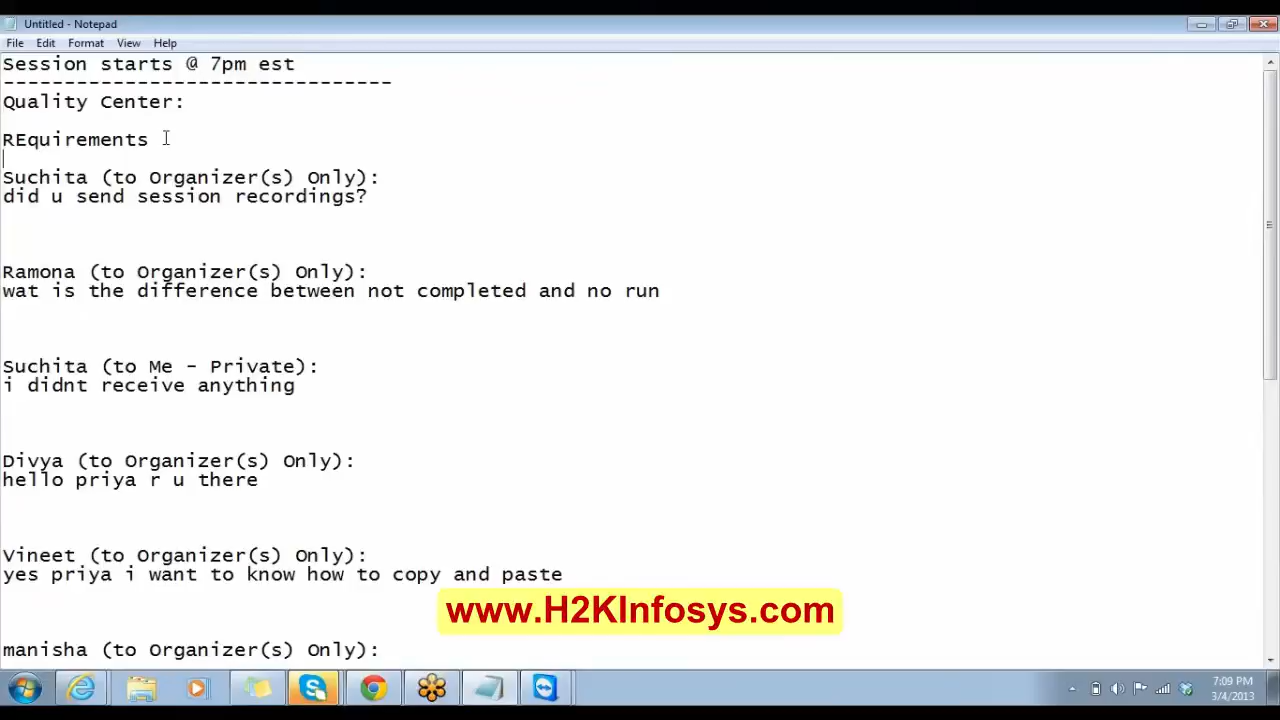 Untitled - Notepad
File Edit Format View Help
Session starts @ 7pm est
--------------------------------
Quality Center:
REquirements
Suchita (to Organizer(s) Only):
did u send session recordings?
Ramona (to Organizer(s) Only):
wat is the difference between not completed and no run
Suchita (to Me - Private):
i didnt receive anything
Divya (to Organizer(s) Only):
hello priya r u there
Vineet (to Organizer(s) Only):
yes priya i want to know how to copy and paste
www.H2KInfosys.com
manisha (to Organizer(s) Only):
7:09 PM
3/4/2013